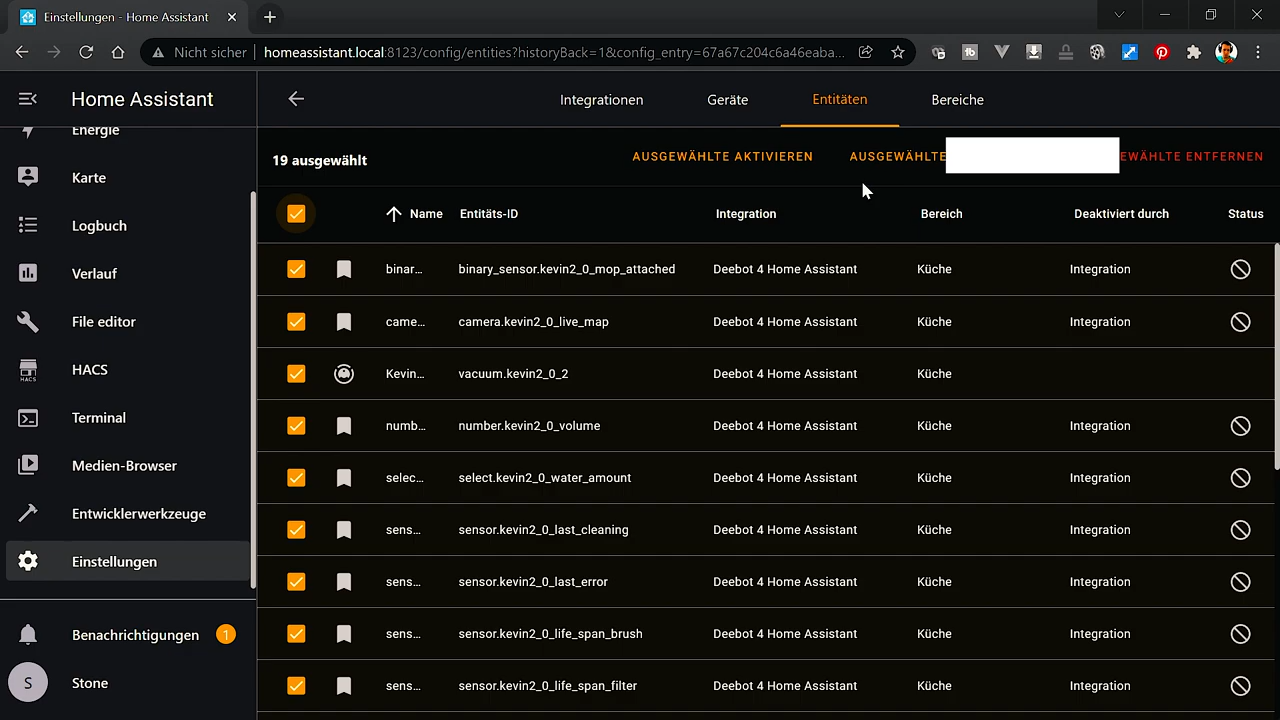 Einstellungen - Home Assistant
Nicht sicher
homeassistant.local:8123/config/entities?historyBack=1&config_entry=67a67c204c6a46eaba...
Home Assistant
Integrationen
Geräte
Entitäten
Bereiche
Energie
Karte
Logbuch
Verlauf
File editor
HACS
HACS
Terminal
Medien-Browser
Entwicklerwerkzeuge
Einstellungen
Benachrichtigungen 1
S Stone
19 ausgewählt
AUSGEWÄHLTE AKTIVIEREN
AUSGEWÄHLTE
ENTFERNEN
Name Entitäts-ID Integration Bereich Deaktiviert durch Status
binar... binary_sensor.kevin2_0_mop_attached Deebot 4 Home Assistant Küche Integration
came... camera.kevin2_0_live_map Deebot 4 Home Assistant Küche Integration
Kevin... vacuum.kevin2_0_2 Deebot 4 Home Assistant Küche
numb... number.kevin2_0_volume Deebot 4 Home Assistant Küche Integration
selec... select.kevin2_0_water_amount Deebot 4 Home Assistant Küche Integration
sens... sensor.kevin2_0_last_cleaning Deebot 4 Home Assistant Küche Integration
sens... sensor.kevin2_0_last_error Deebot 4 Home Assistant Küche Integration
sens... sensor.kevin2_0_life_span_brush Deebot 4 Home Assistant Küche Integration
sens... sensor.kevin2_0_life_span_filter Deebot 4 Home Assistant Küche Integration